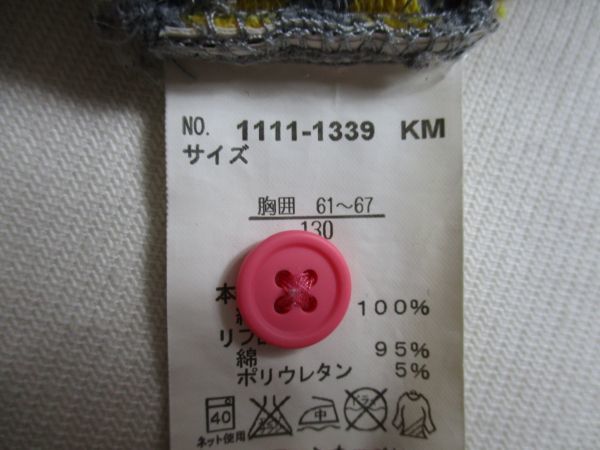 NO. 1111-1339 KM
サイズ
胸囲 61～67
130
本
100%
リブ
綿 95%
ポリウレタン 5%
40 中
ネット使用